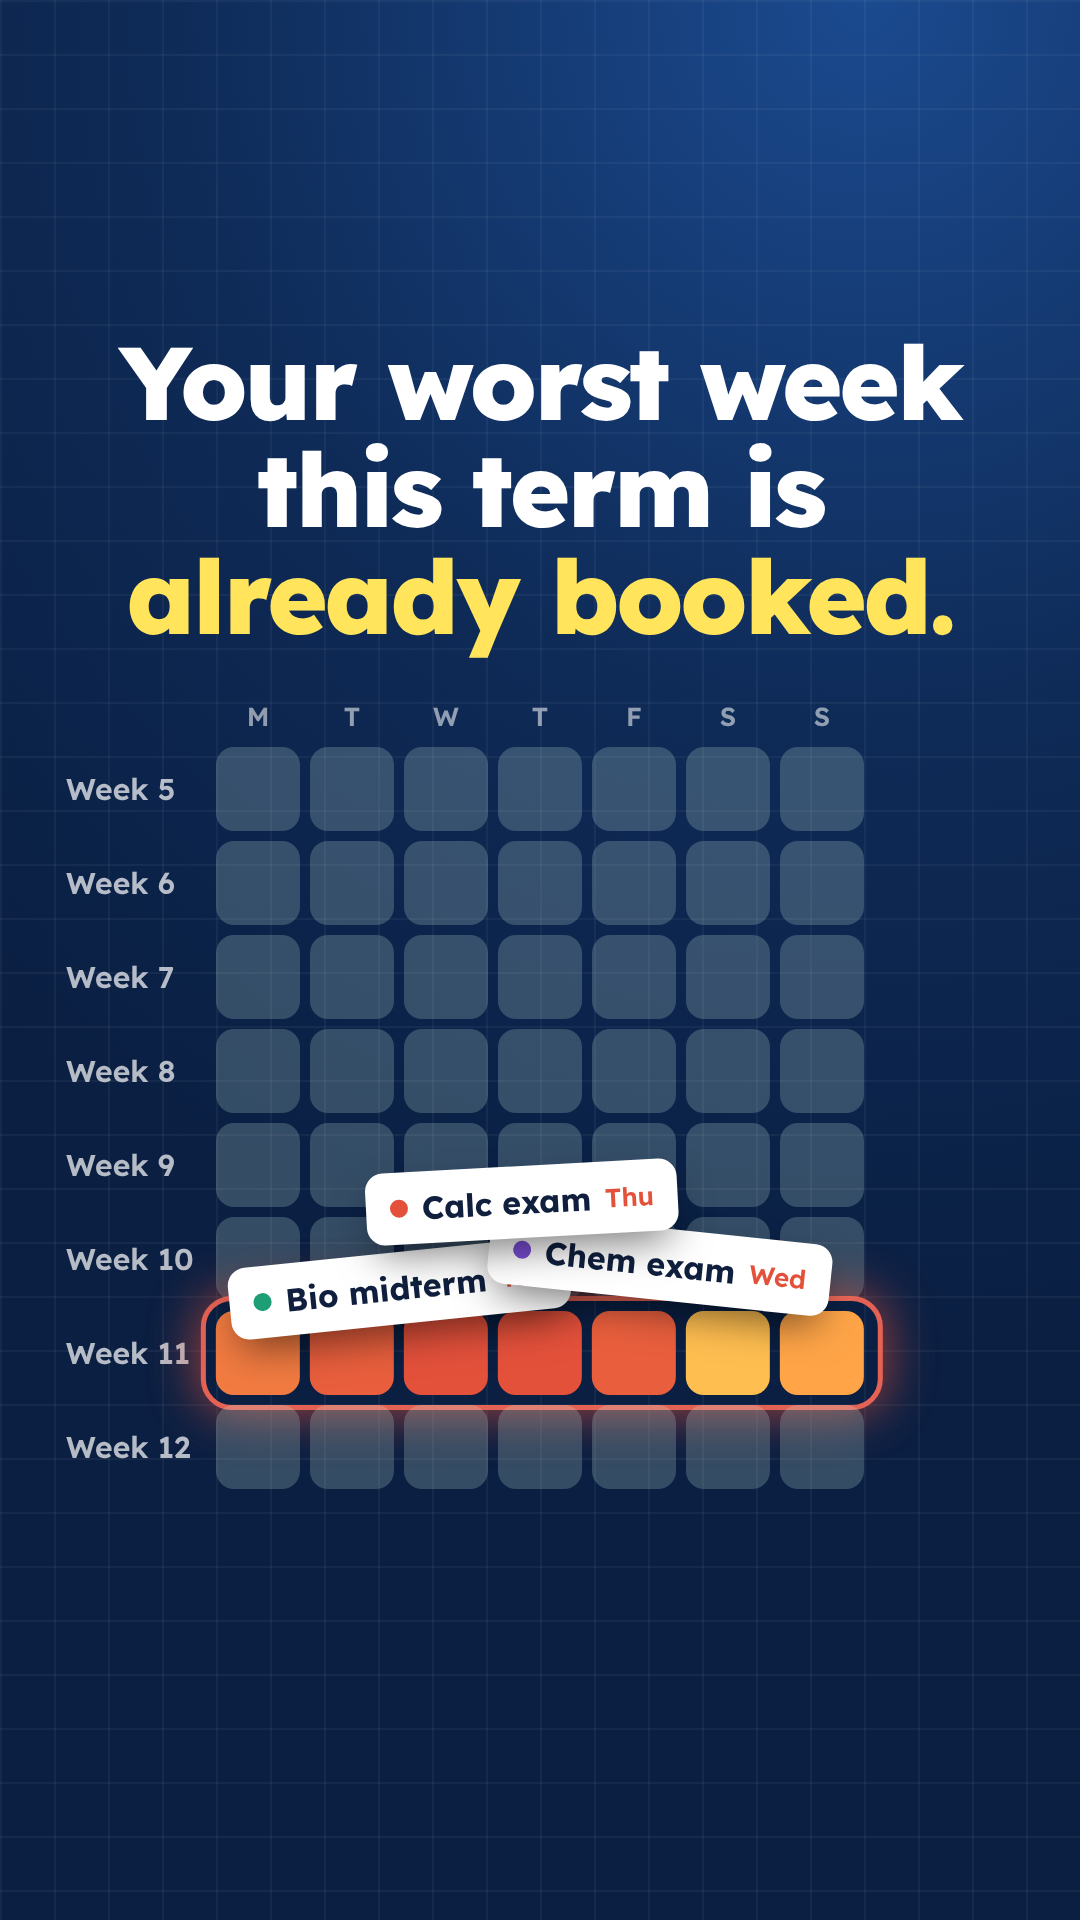 Your worst week
this term is
already booked.
M T W T F S S
Week 5
Week 6
Week 7
Week 8
Week 9
Calc exam Thu
Week 10
Chem exam Wed
Bio midterm
Week 11
Week 12